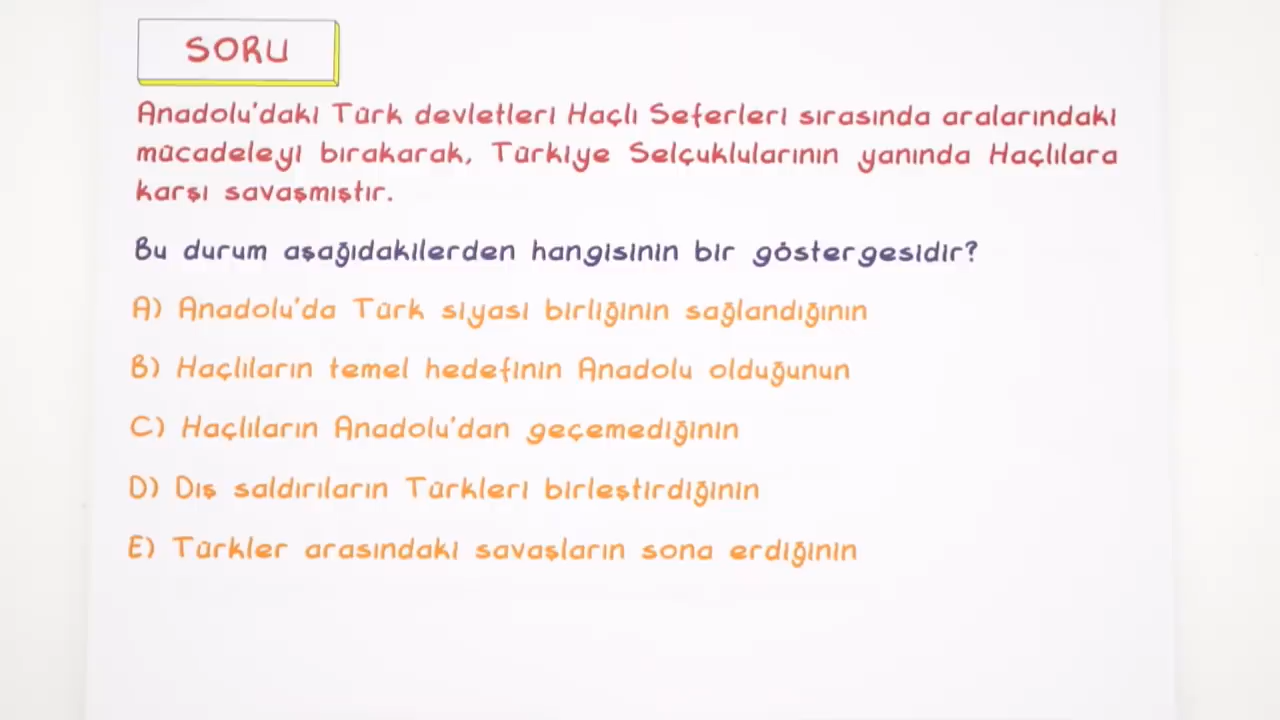 SORU
Anadolu'daki Türk devletleri Haçlı Seferleri sırasında aralarındaki
mücadeleyi bırakarak, Türkiye Selçuklularının yanında Haçlılara
karşı savaşmıştır.
Bu durum aşağıdakilerden hangisinin bir göstergesidir?
A) Anadolu'da Türk siyasi birliğinin sağlandığının
B) Haçlıların temel hedefinin Anadolu olduğunun
C) Haçlıların Anadolu'dan geçemediğinin
D) Dış saldırıların Türkleri birleştirdiğinin
E) Türkler arasındaki savaşların sona erdiğinin